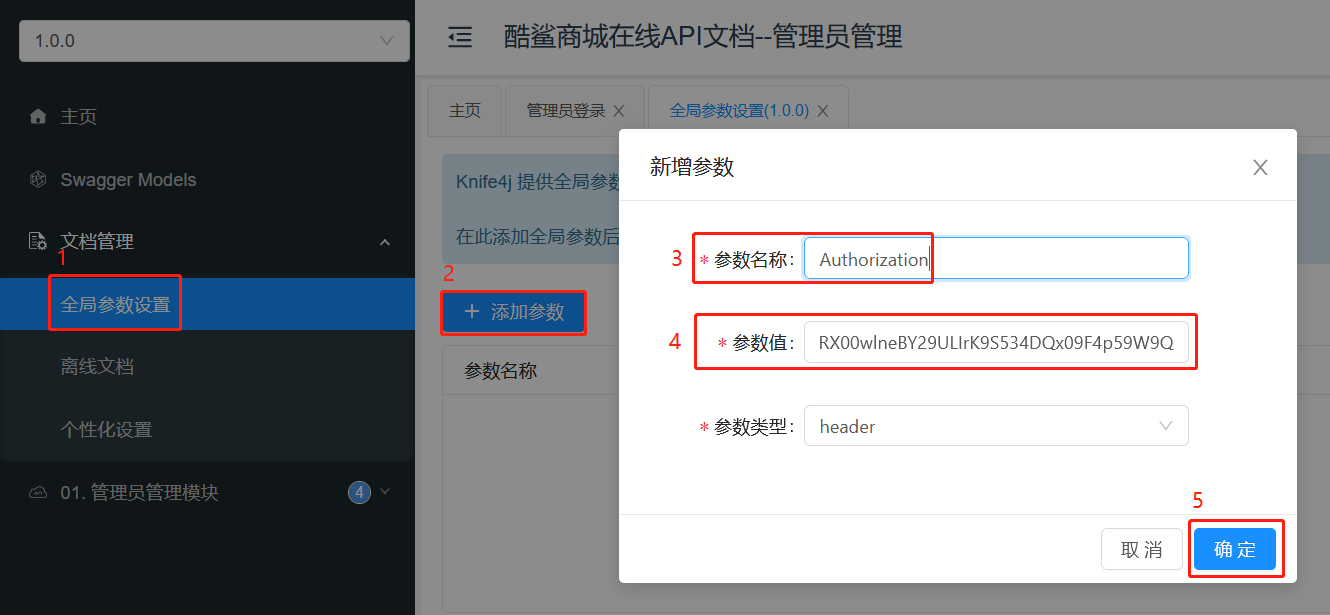 1.0.0
主页
Swagger Models
文档管理
1
全局参数设置
离线文档
个性化设置
01. 管理员管理模块
4
酷鲨商城在线API文档--管理员管理
主页
管理员登录
全局参数设置(1.0.0)
Knife4j 提供全局参数
在此添加全局参数后
2
添加参数
参数名称
新增参数
3
* 参数名称:
Authorization
4
* 参数值:
RX00wlneBY29ULIrK9S534DQx09F4p59W9Q
* 参数类型:
header
5
取 消
确 定